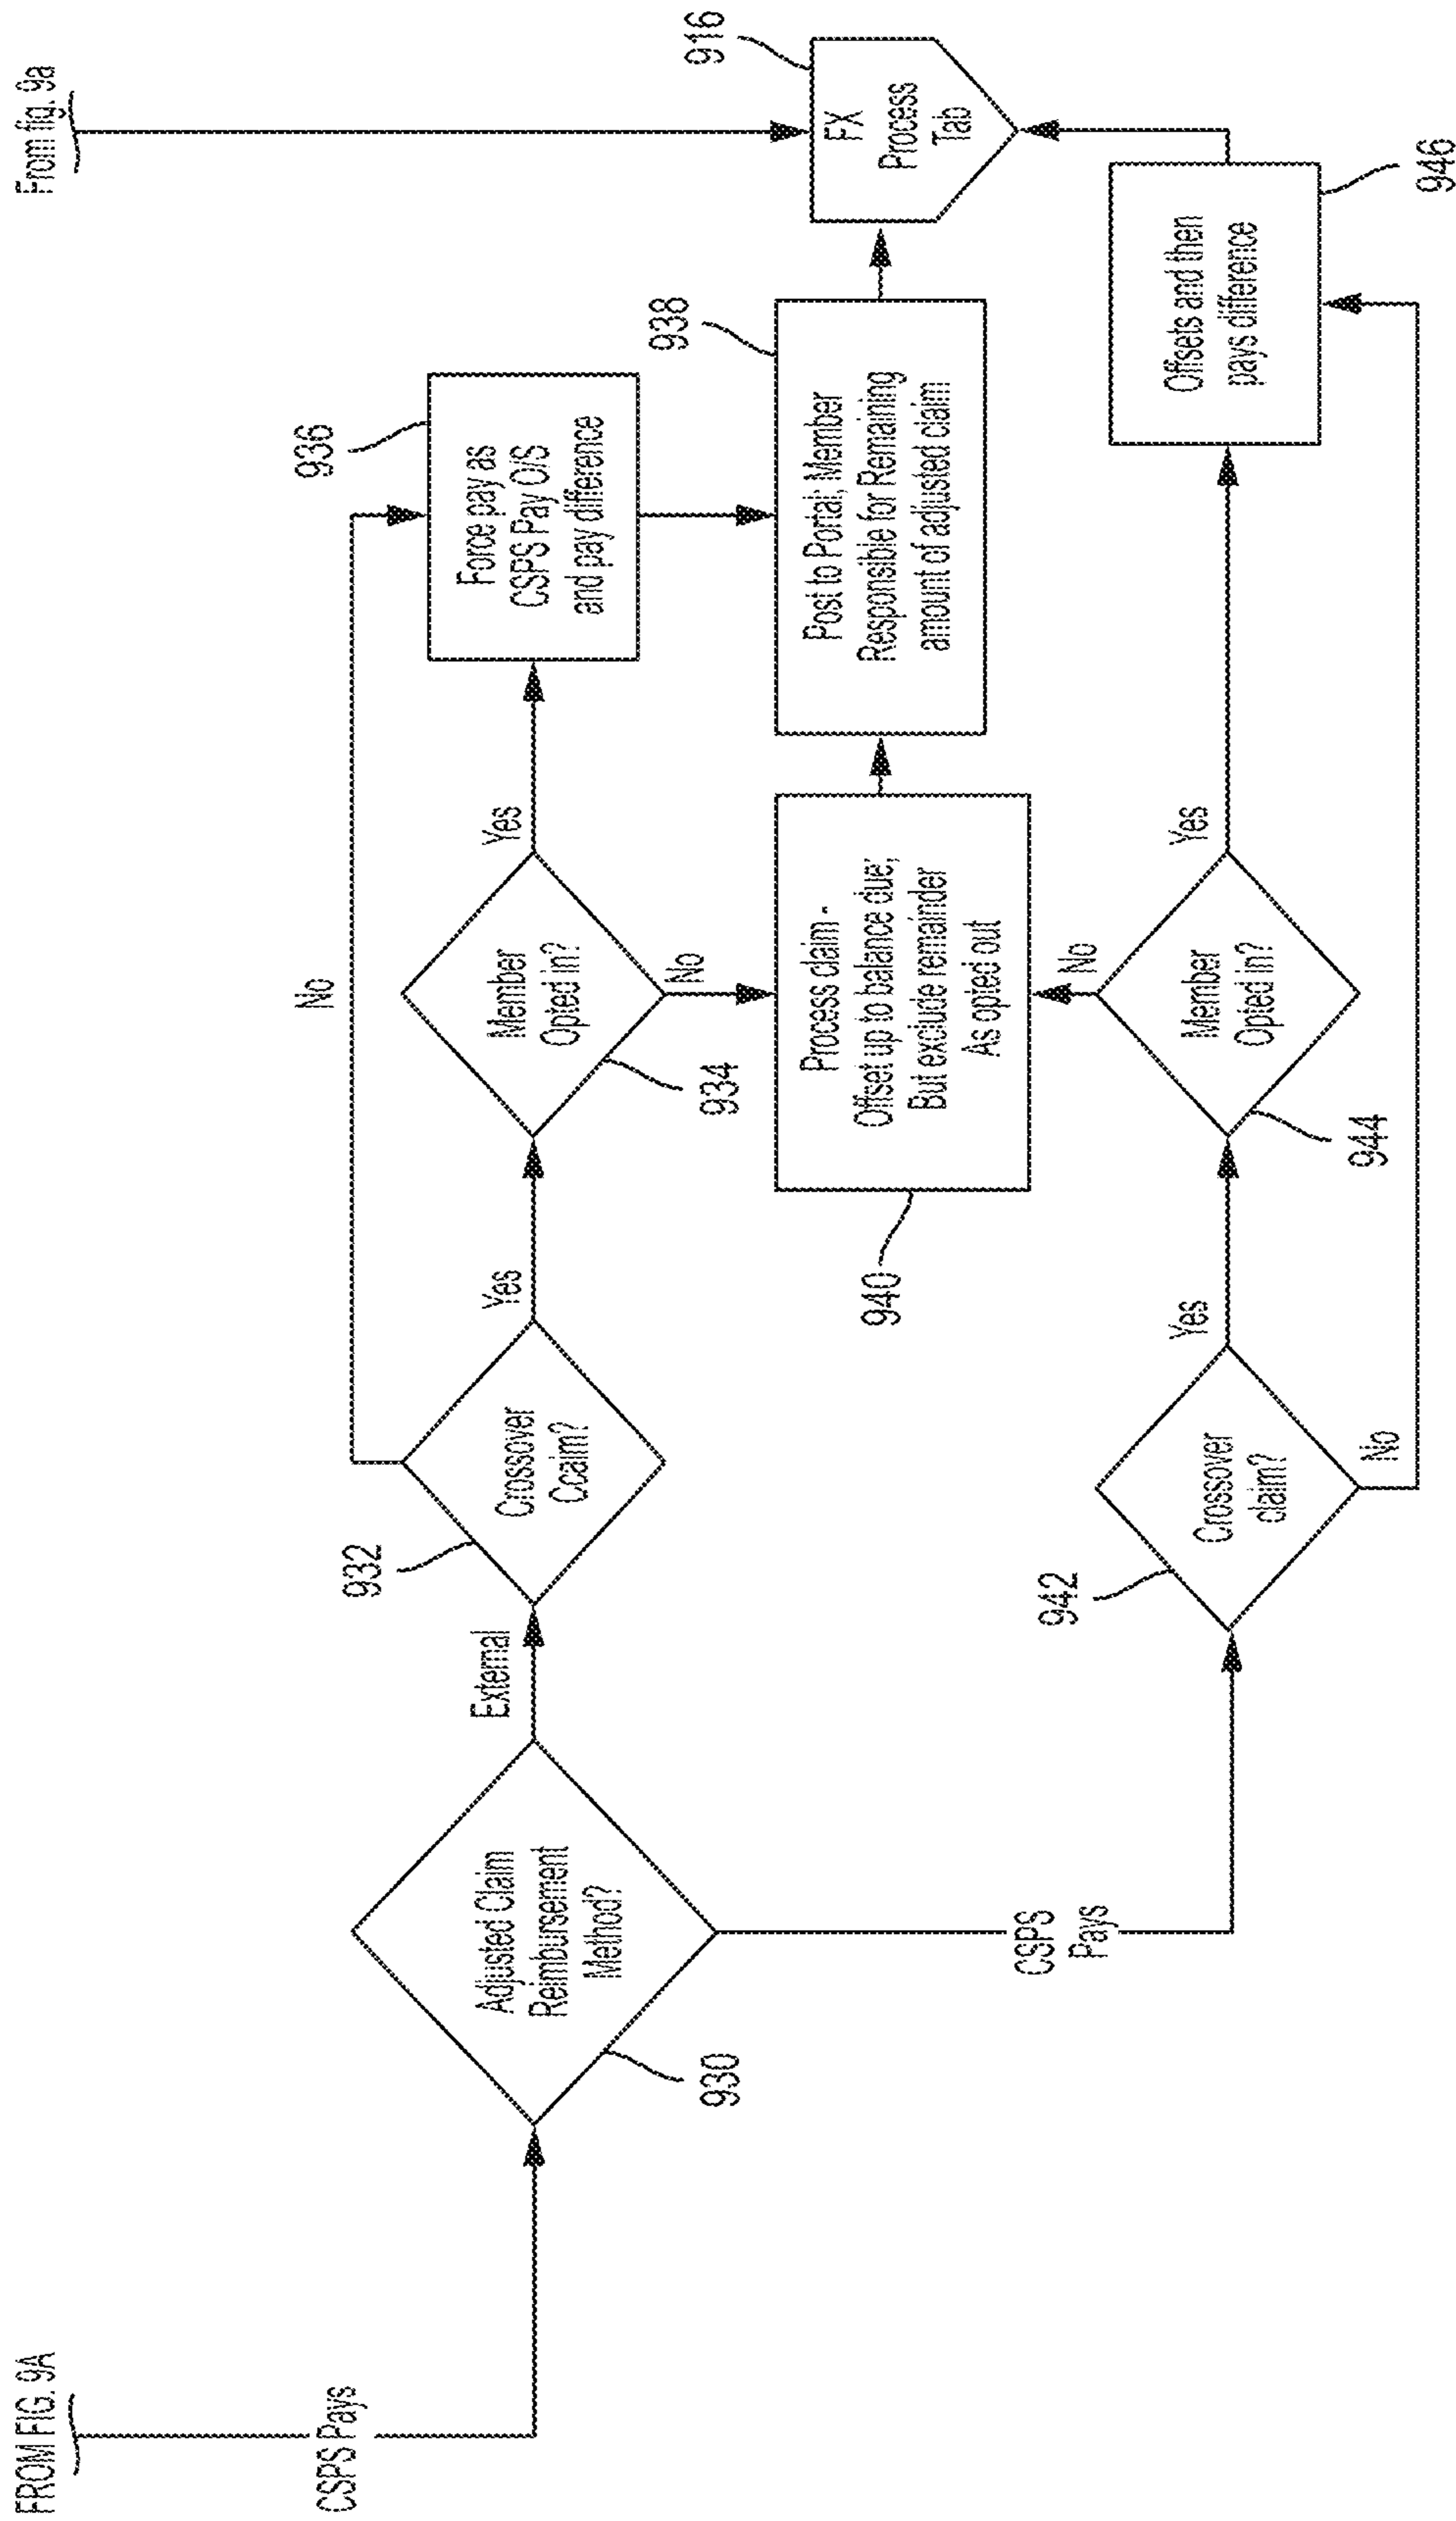 FROM FIG. 9A
CSPS Pays
Adjusted Claim
Reimbursement
Method?
930
External
CSPS
Pays
932
Crossover
Ccaim?
No
Yes
Member
Opted in?
934
Yes
No
936
Force pay as
CSPS Pay O/S
and pay difference
938
Post to Portal; Member
Responsible for Remaining
amount of adjusted claim
Process claim -
Offset up to balance due;
But exclude remainder
As opted out
940
942
Crossover
claim?
Yes
No
Member
Opted in?
944
No
Yes
Offsets and then
pays difference
946
From fig. 9a
FX
Process
Tab
916